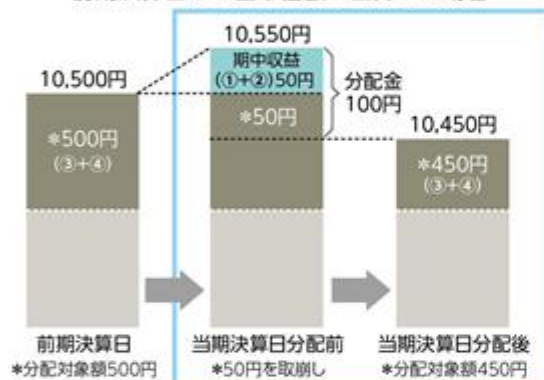 10,550円
期中収益
(①+②)50円
分配金
100円
10,500円
*500円
(③+④)
*50円
10,450円
*450円
(③+④)
前期決算日
*分配対象額500円
当期決算日分配前
*50円を取崩し
当期決算日分配後
*分配対象額450円